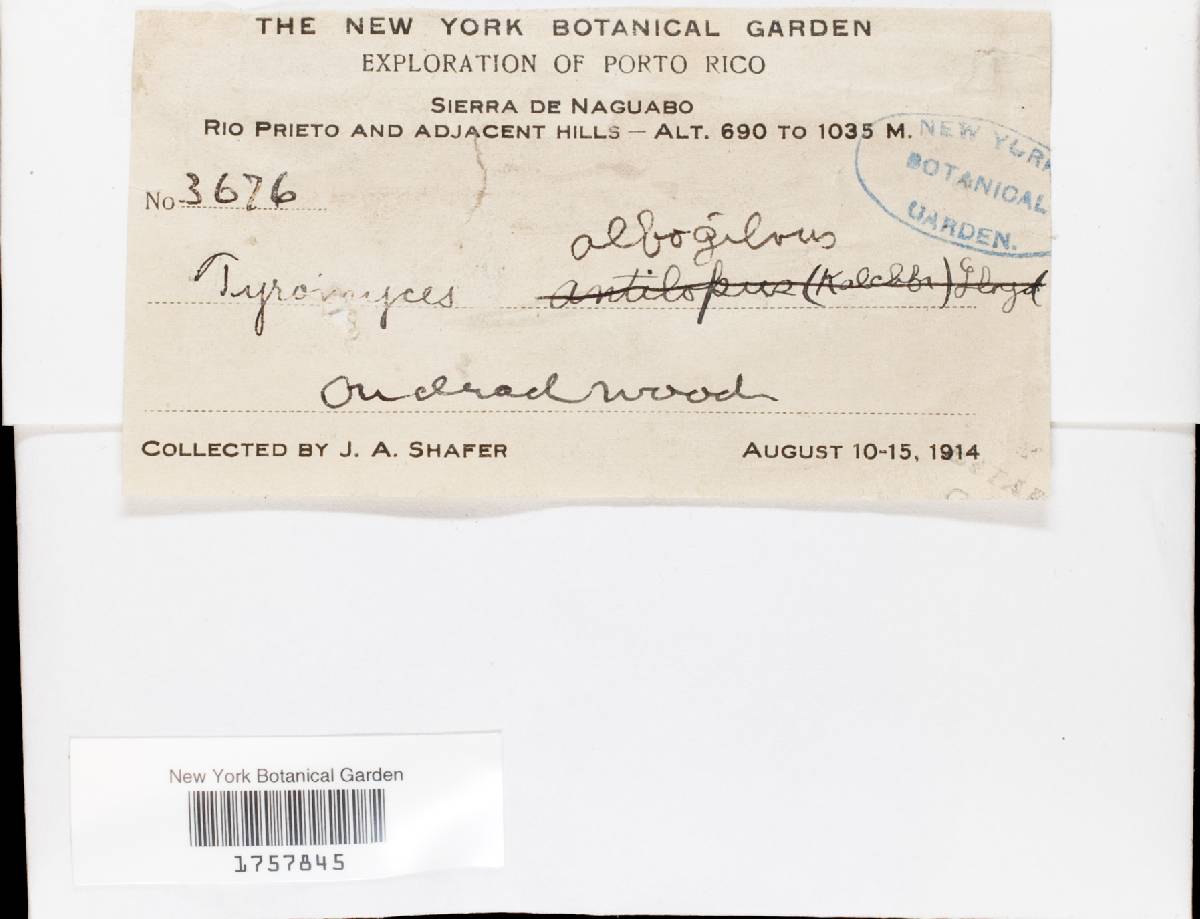 THE NEW YORK BOTANICAL GARDEN
EXPLORATION OF PORTO RICO
SIERRA DE NAGUABO
RIO PRIETO AND ADJACENT HILLS — ALT. 690 TO 1035 M.
NEW YORK
BOTANICAL
GARDEN.
No. 3676
albogilvus
Tyromyces antilopus (Kalchbr) Lloyd
On dead wood
COLLECTED BY J. A. SHAFER AUGUST 10-15, 1914
New York Botanical Garden
1757845